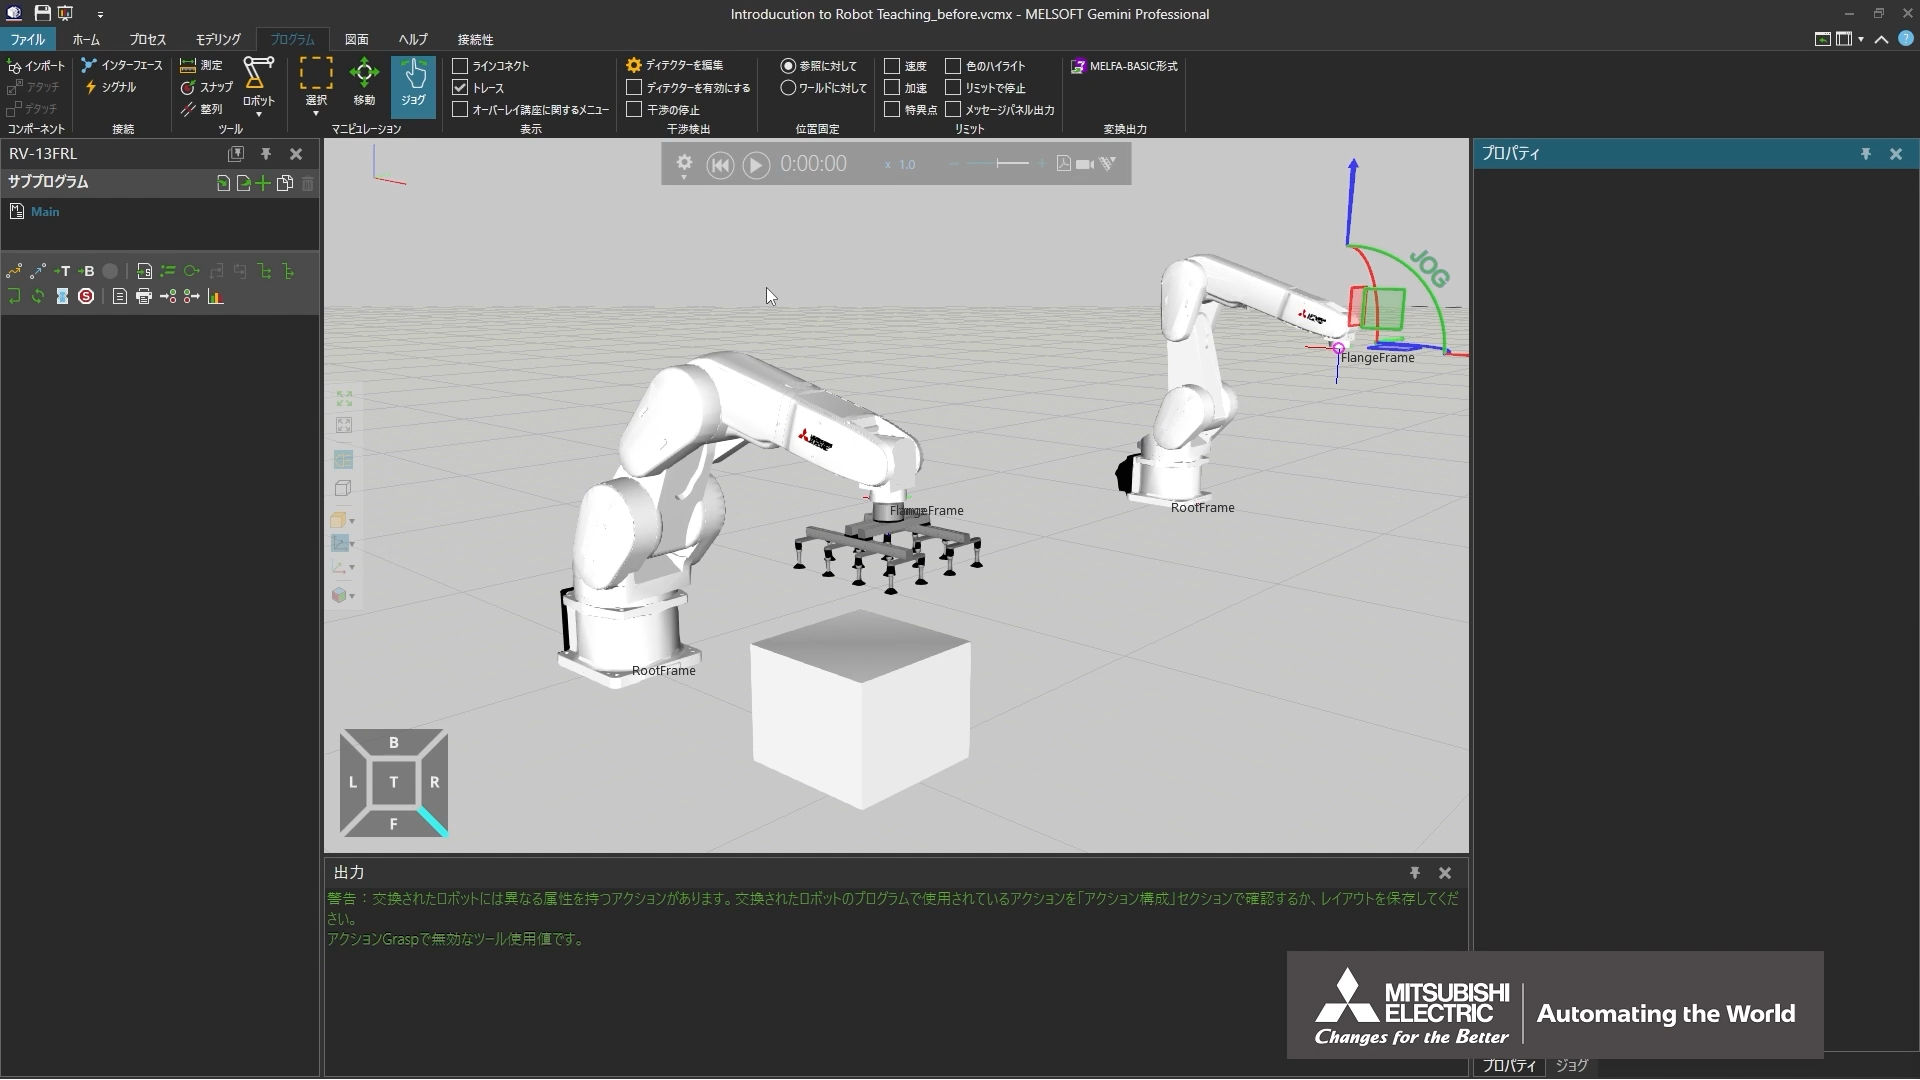 Introducution to Robot Teaching_before.vcmx - MELSOFT Gemini Professional
ファイル ホーム プロセス モデリング プログラム 図面 ヘルプ 接続性
インポート
アタッチ
デタッチ
コンポーネント
インターフェース
シグナル
接続
測定
スナップ
整列
ロボット
ツール
選択 移動 ジョグ
マニピュレーション
ラインコネクト
トレース
オーバーレイ講座に関するメニュー
表示
ディテクターを編集
ディテクターを有効にする
干渉の停止
干渉検出
参照に対して
ワールドに対して
位置固定
速度 色のハイライト
加速 リミットで停止
特異点 メッセージパネル出力
リミット
MELFA-BASIC形式
変換出力
RV-13FRL
サブプログラム
Main
T B
S
0:00:00 x 1.0
JOG
FlangeFrame
RootFrame
FlangeFrame
RootFrame
B
L T R
F
プロパティ
出力
警告：交換されたロボットには異なる属性を持つアクションがあります。交換されたロボットのプログラムで使用されているアクションを「アクション構成」セクションで確認するか、レイアウトを保存してくだ
さい。
アクションGraspで無効なツール使用値です。
MITSUBISHI
ELECTRIC
Changes for the Better
Automating the World
プロパティ ジョグ